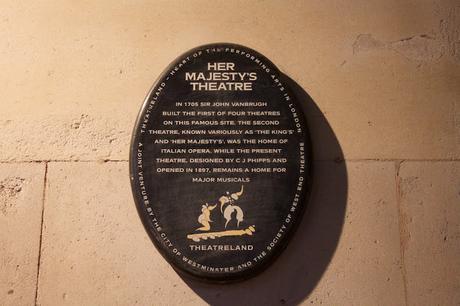 THEATRELAND – HEART OF THE PERFORMING ARTS IN LONDON
HER
MAJESTY'S
THEATRE
IN 1705 SIR JOHN VANBRUGH
BUILT THE FIRST OF FOUR THEATRES
ON THIS FAMOUS SITE. THE SECOND
THEATRE, KNOWN VARIOUSLY AS 'THE KING'S'
AND 'HER MAJESTY'S', WAS THE HOME OF
ITALIAN OPERA, WHILE THE PRESENT
THEATRE, DESIGNED BY C J PHIPPS AND
OPENED IN 1897, REMAINS A HOME FOR
MAJOR MUSICALS
THEATRELAND
A JOINT VENTURE BY THE CITY OF WESTMINSTER AND THE SOCIETY OF WEST END THEATRE